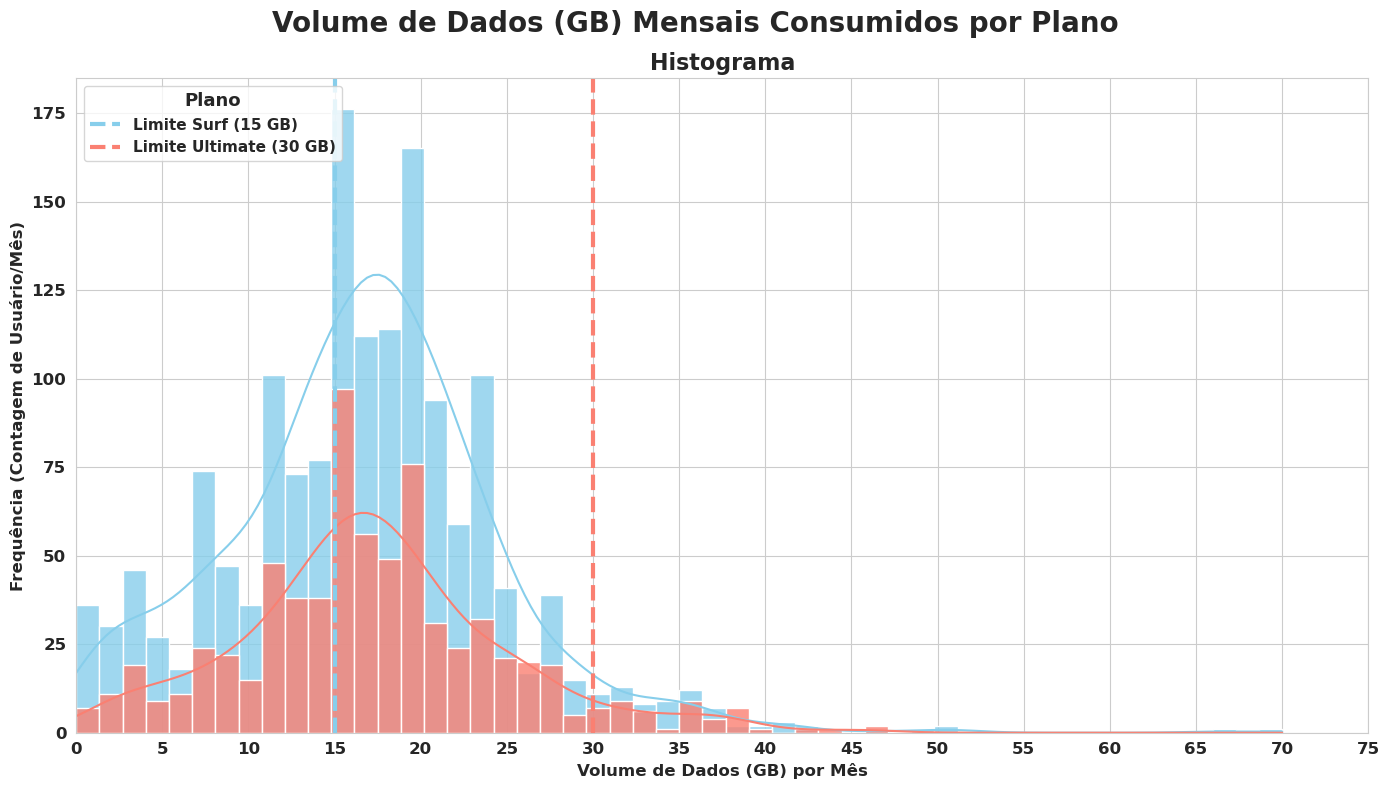 Volume de Dados (GB) Mensais Consumidos por Plano
Histograma
Plano
Limite Surf (15 GB)
Limite Ultimate (30 GB)
Frequência (Contagem de Usuário/Mês)
175
150
125
100
75
50
25
0
0 5 10 15 20 25 30 35 40 45 50 55 60 65 70 75
Volume de Dados (GB) por Mês